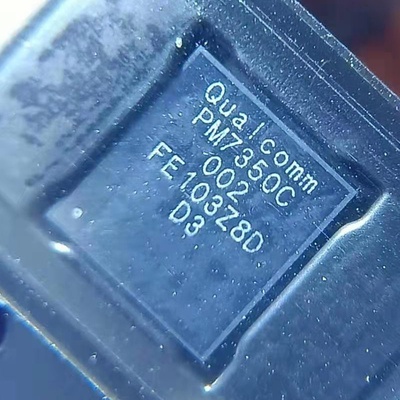 Qualcomm
PM7350C
002
FE103Z8D
D3